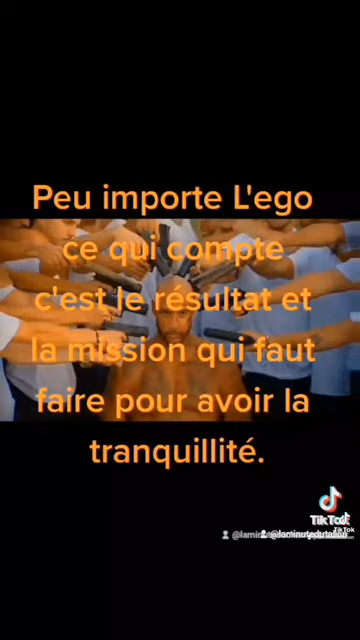 Peu importe L'ego
ce qui compte
c'est le résultat et
la mission qui faut
faire pour avoir la
tranquillité.
TikTok
TikTok